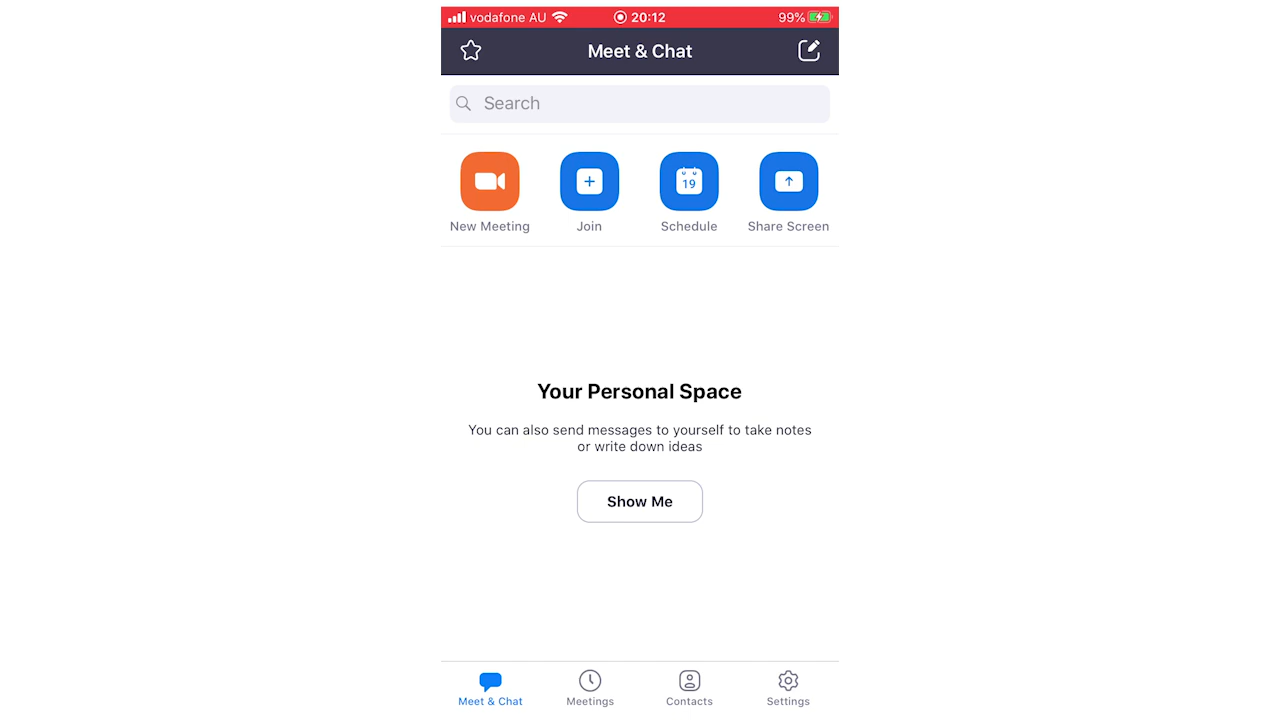 vodafone AU 20:12 99%
Meet & Chat
Search
19
New Meeting Join Schedule Share Screen
Your Personal Space
You can also send messages to yourself to take notes
or write down ideas
Show Me
Meet & Chat Meetings Contacts Settings